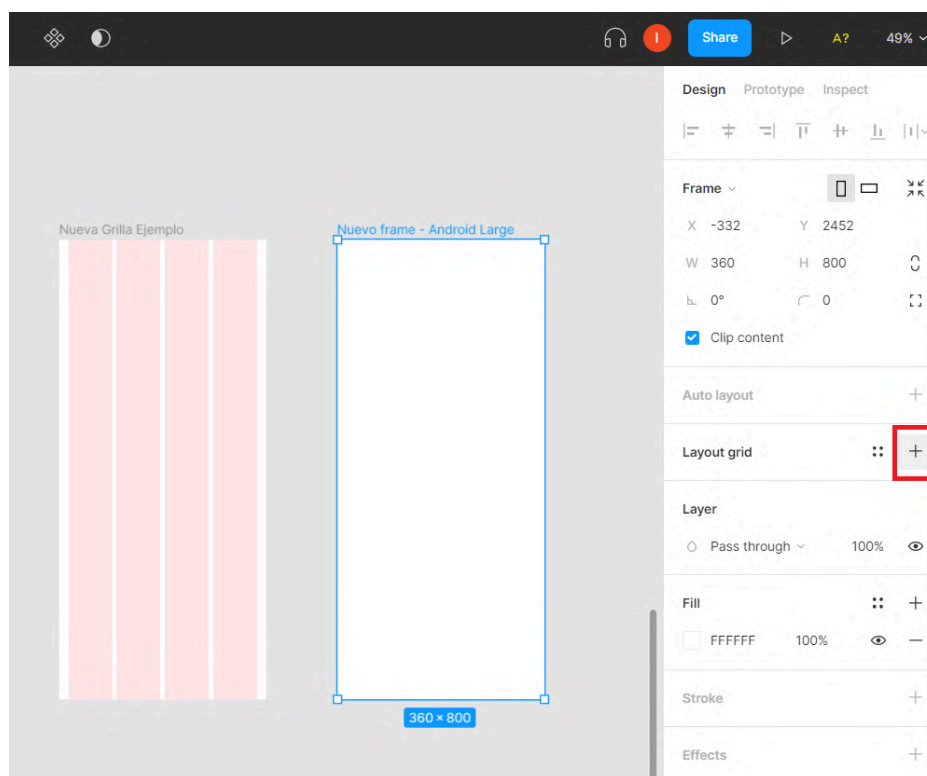 I Share A? 49%
Design Prototype Inspect
Frame
X -332 Y 2452
W 360 H 800
0° 0
Clip content
Auto layout
Layout grid
Layer
Pass through 100%
Fill
FFFFFF 100%
Stroke
Effects
Nueva Grilla Ejemplo
Nuevo frame - Android Large
360 × 800